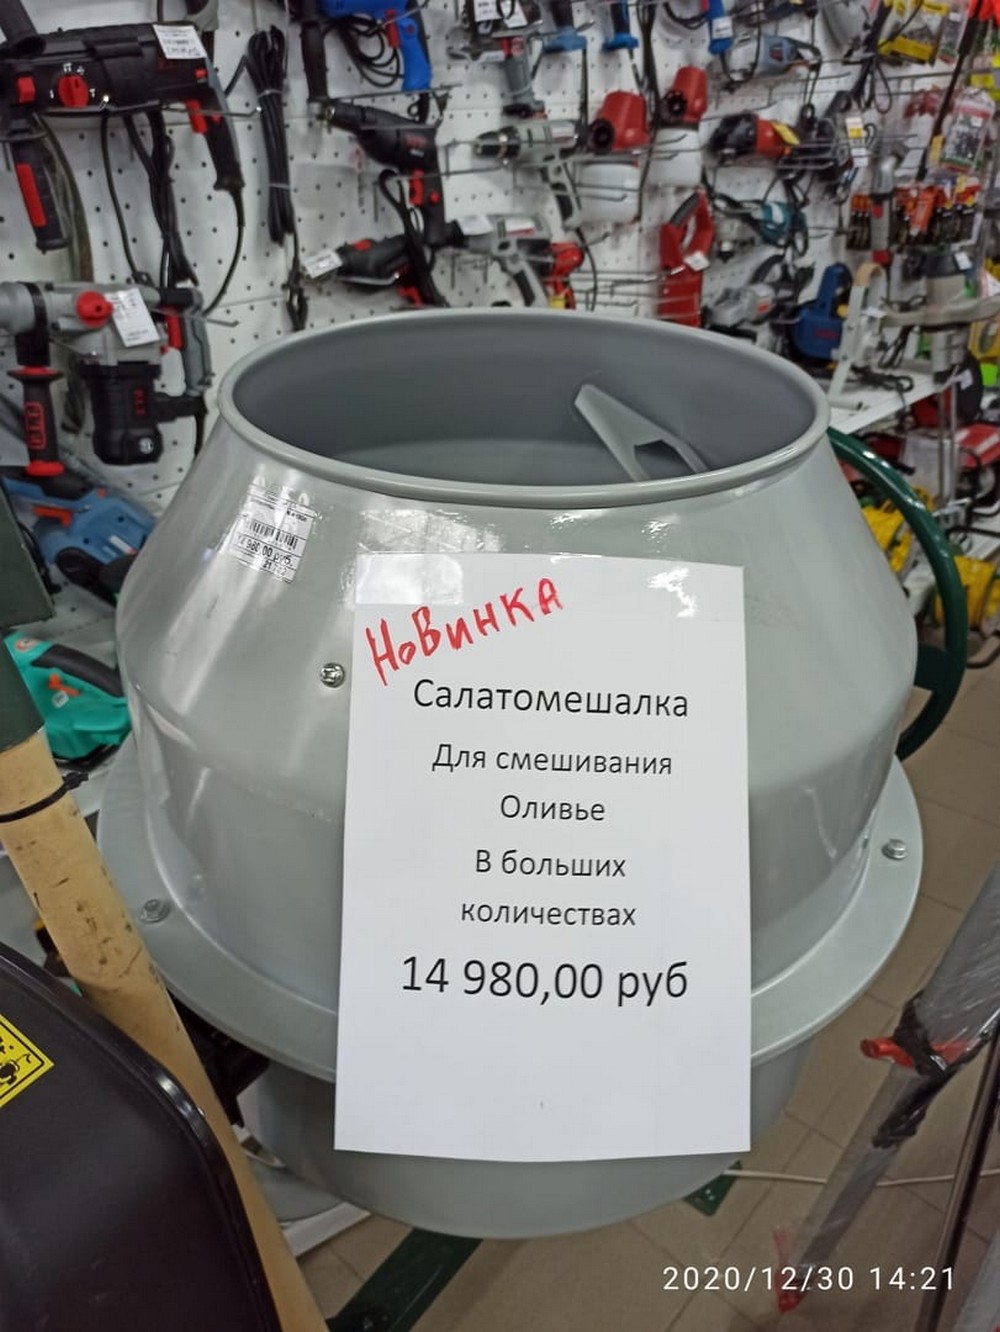 Новинка
Салатомешалка
Для смешивания
Оливье
В больших
количествах
14 980,00 руб
2020/12/30 14:21